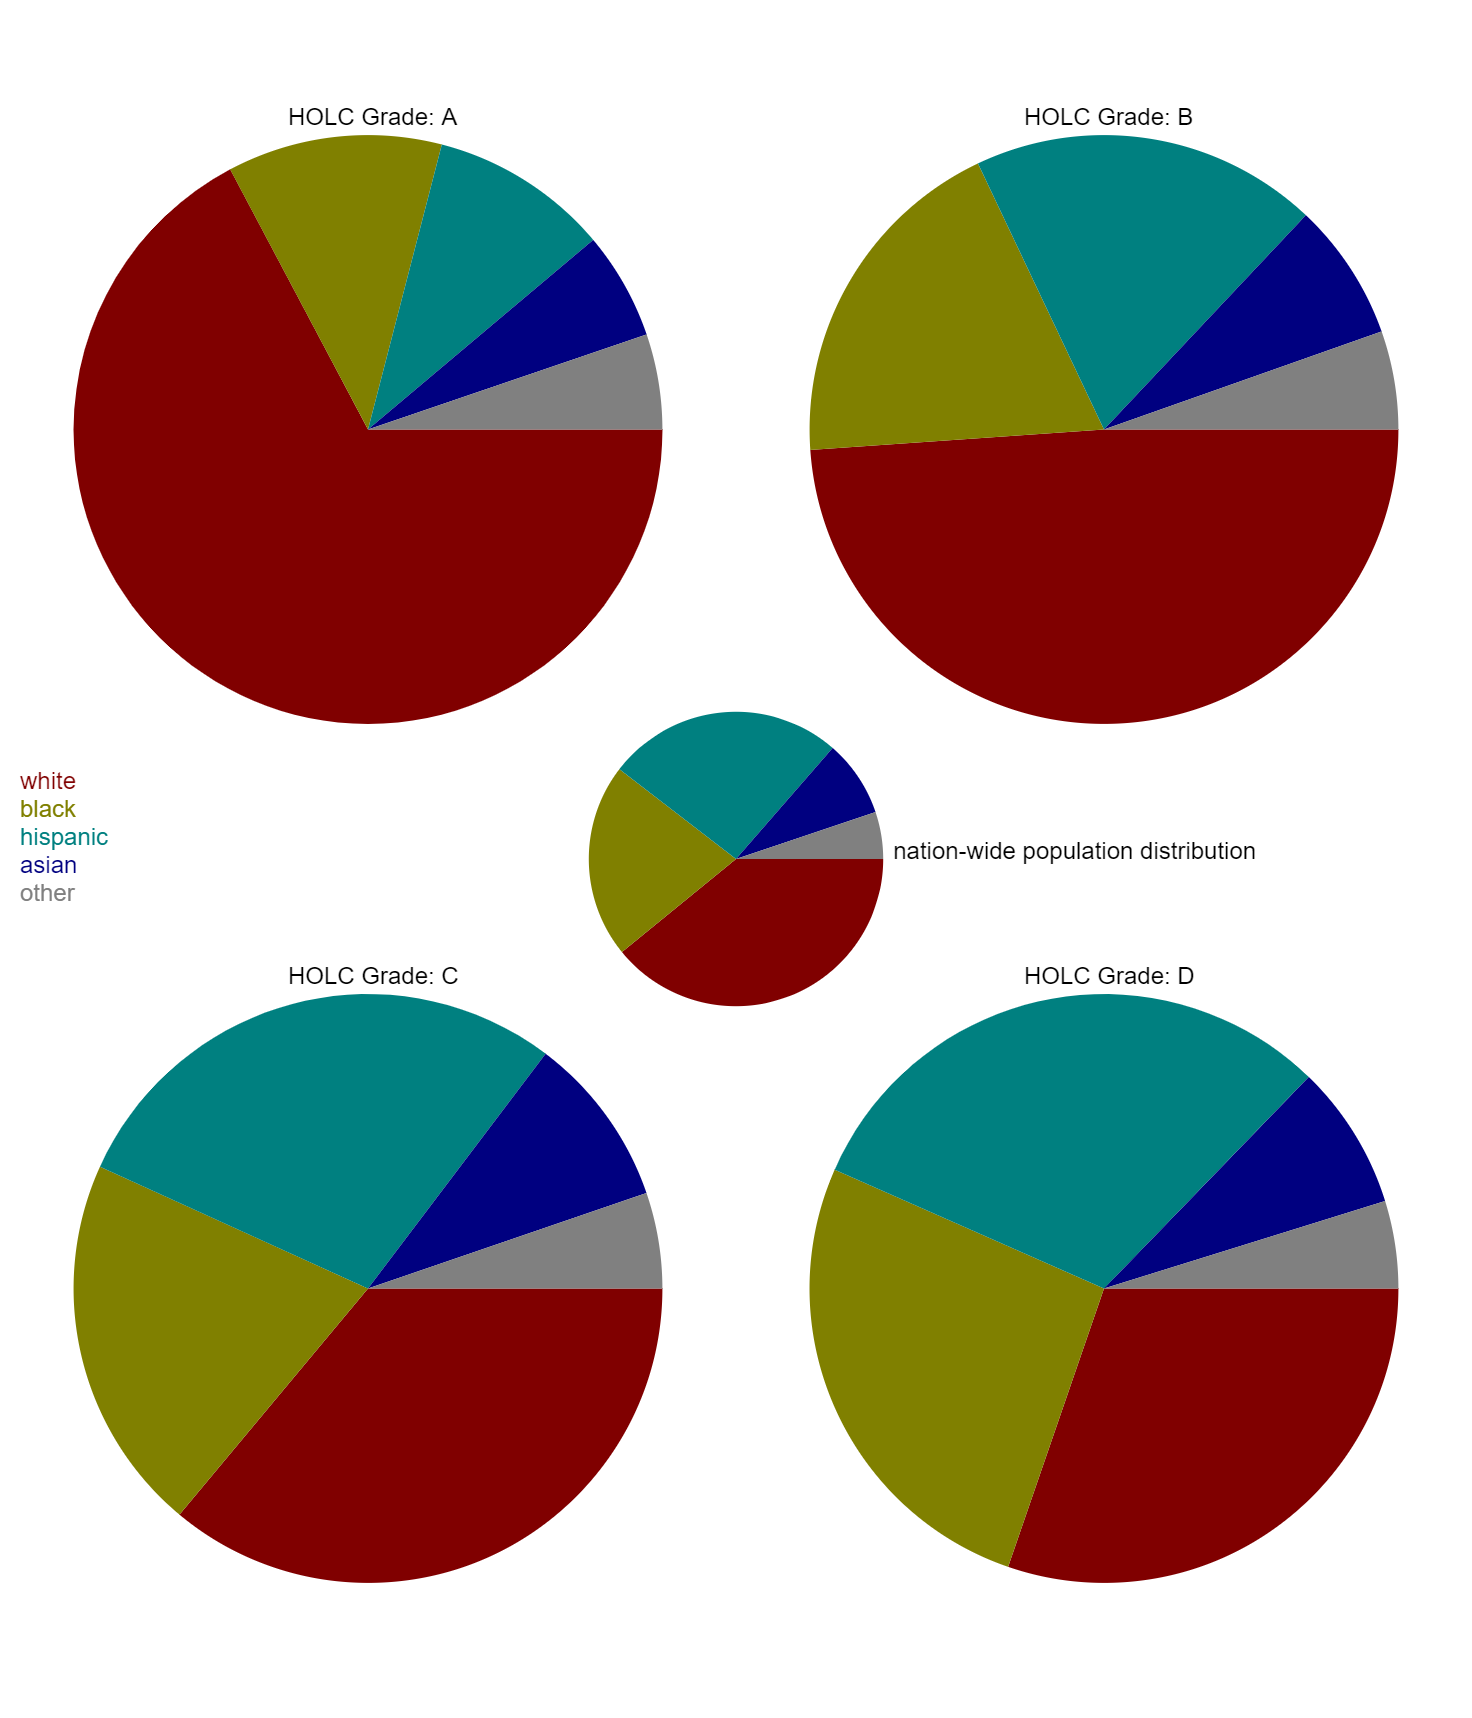 HOLC Grade: A
HOLC Grade: B
white
black
hispanic
asian
other
nation-wide population distribution
HOLC Grade: C
HOLC Grade: D